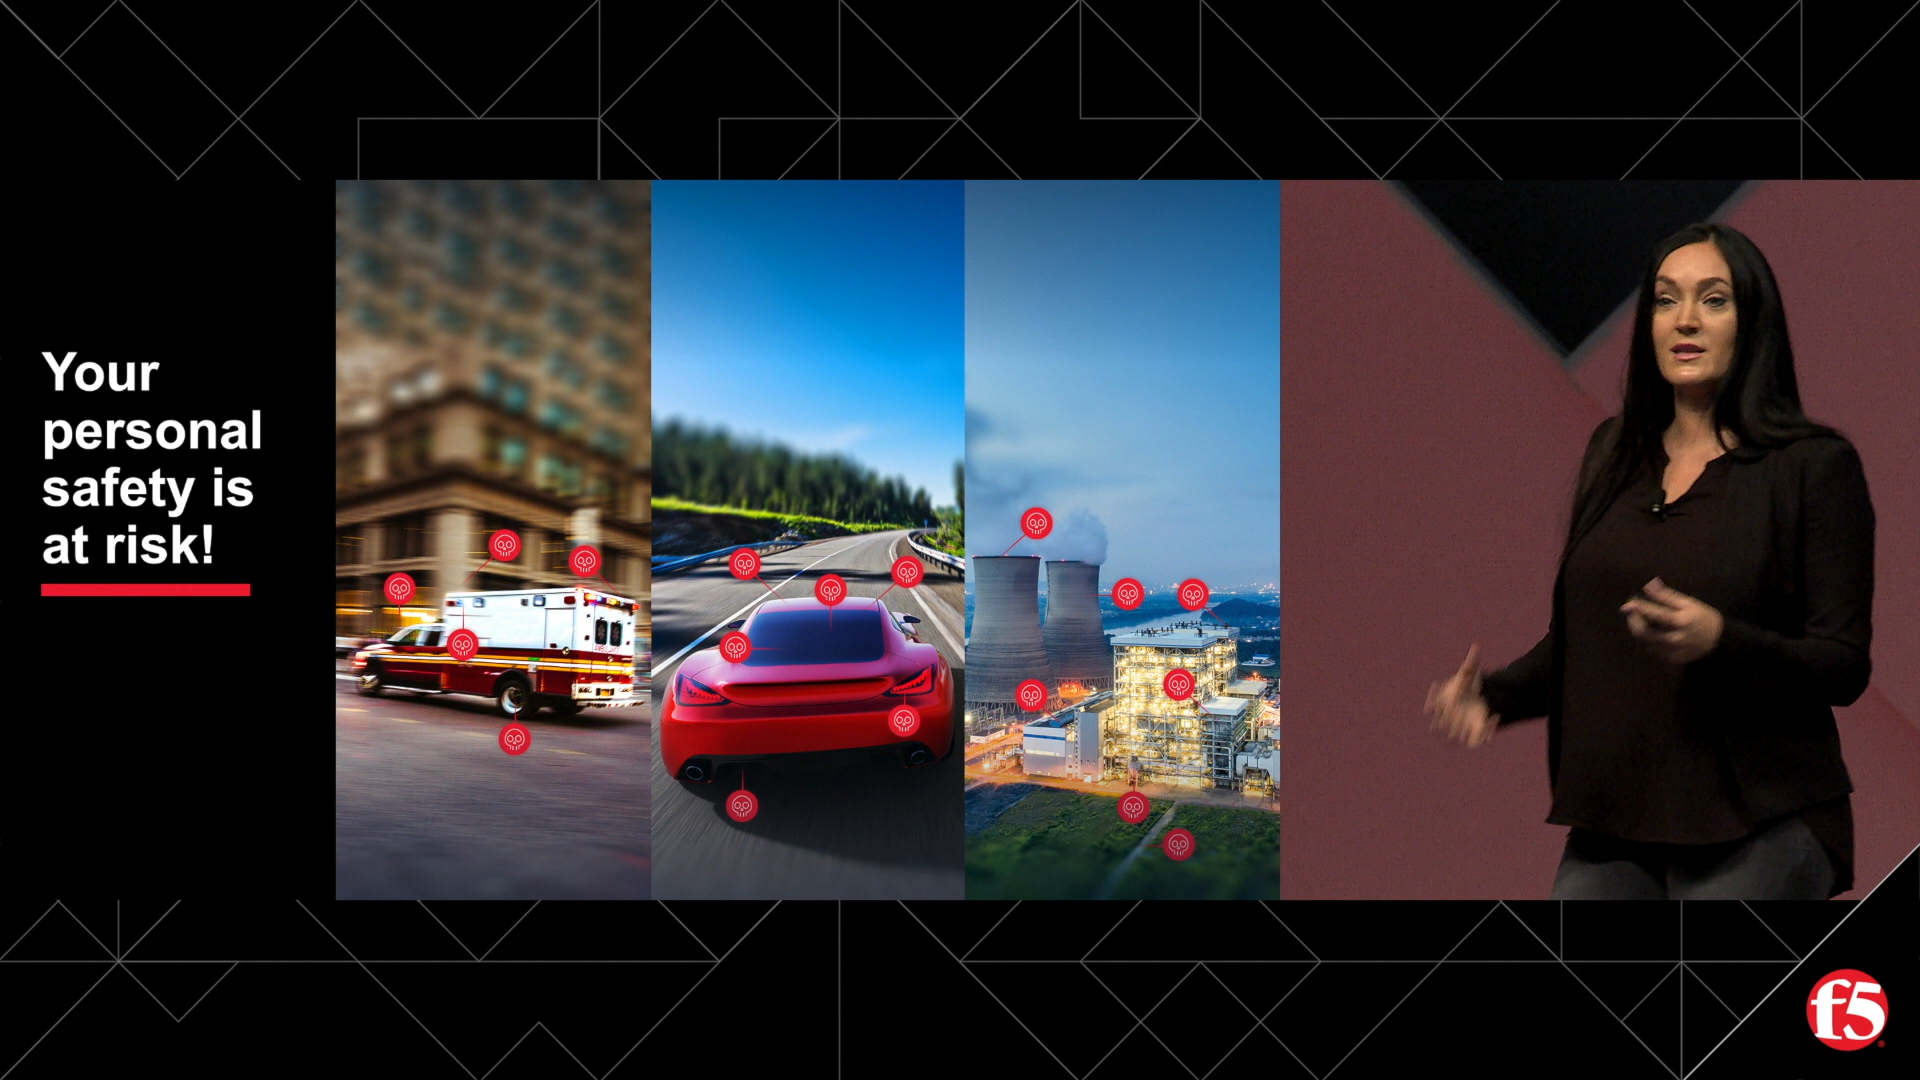 Your
personal
safety is
at risk!
f5